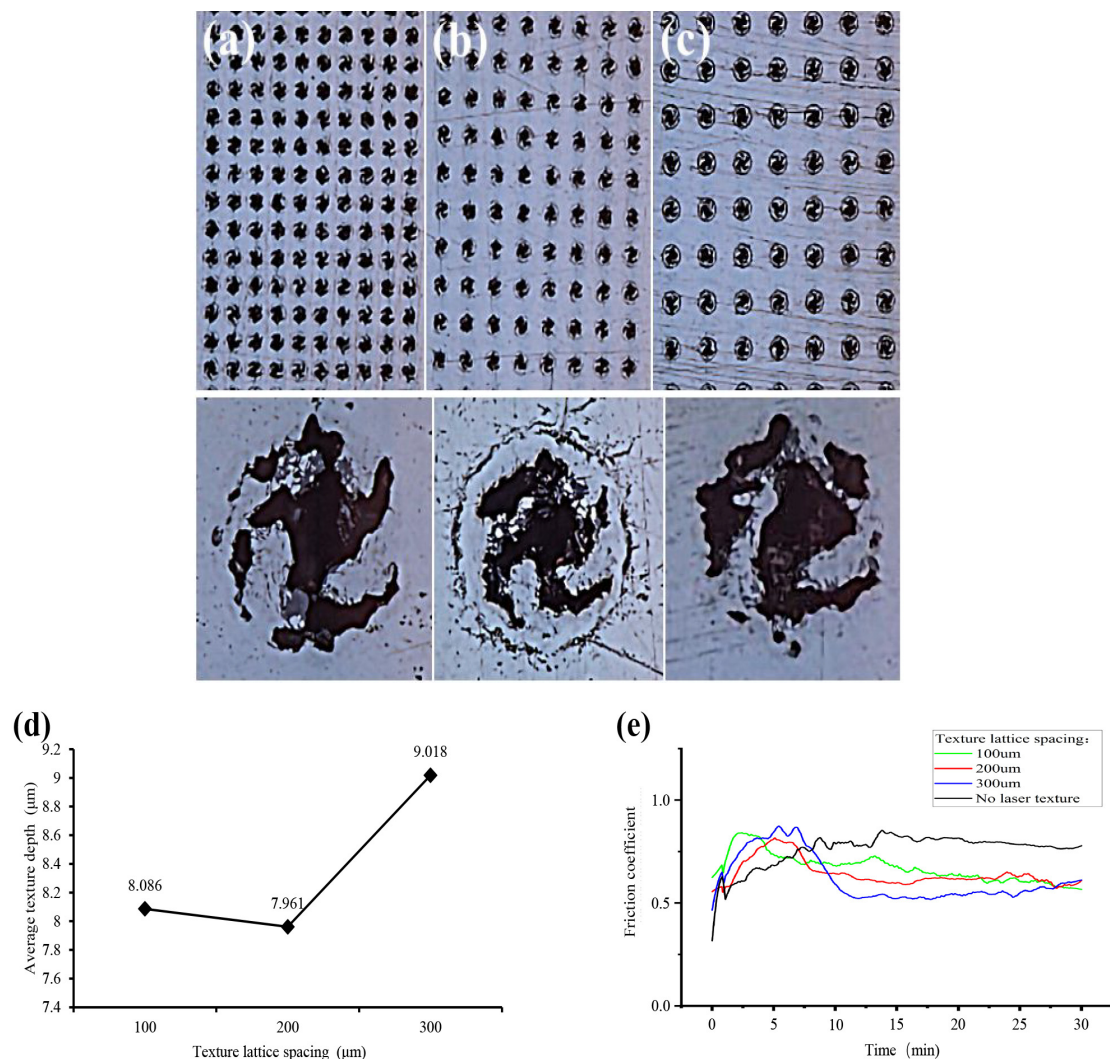 (a)
(b)
(c)
(d)
9.2
9
8.8
8.6
8.4
8.2
8
7.8
7.6
7.4
Average texture depth (μm)
8.086
7.961
9.018
100
200
300
Texture lattice spacing (μm)
(e)
Texture lattice spacing:
100um
200um
300um
No laser texture
1.0
0.5
0.0
Friction coefficient
0
5
10
15
20
25
30
Time (min)